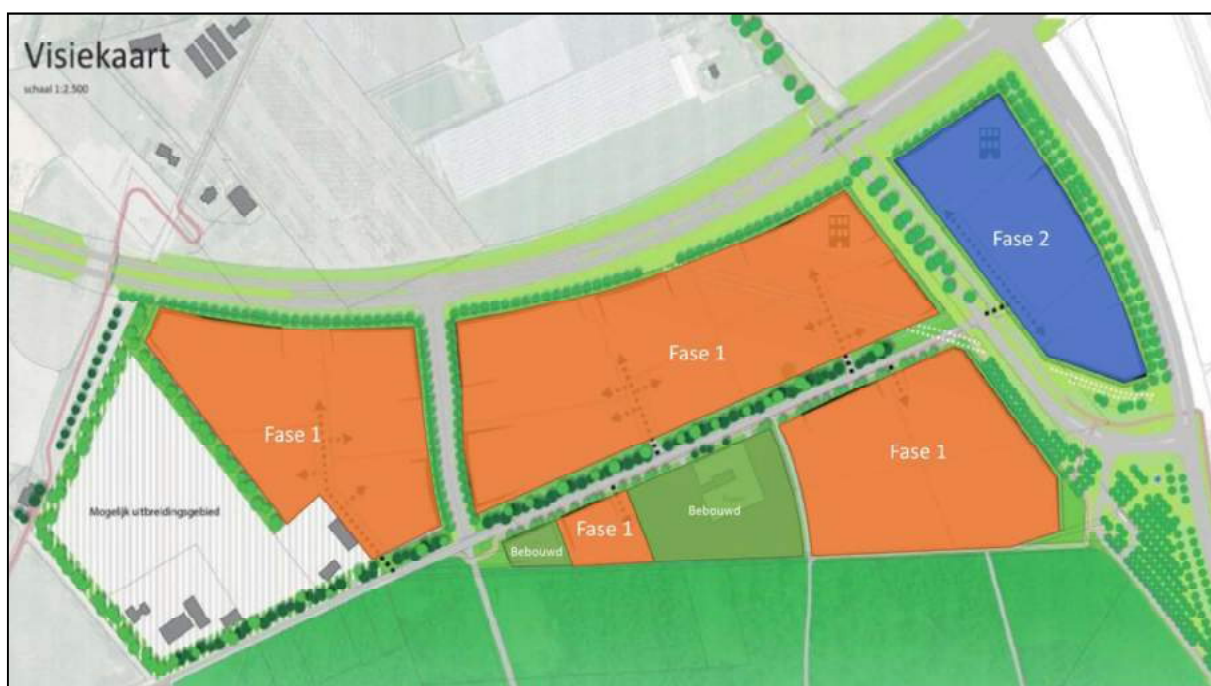 Visiekaart
schaal 1:2.500
Fase 2
Fase 1
Fase 1
Fase 1
Mogelijk uitbreidingsgebied
Bebouwd
Fase 1
Bebouwd